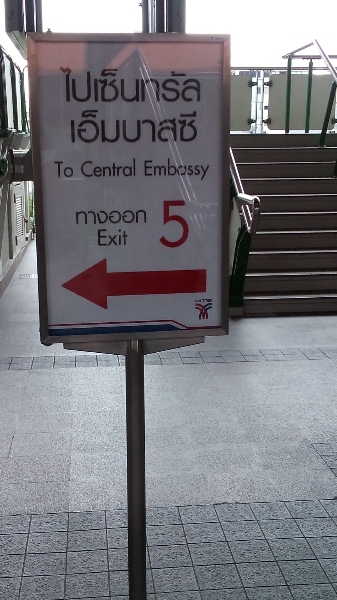 ไปเซ็นทรัล
เอ็มบาสซี
To Central Embassy
ทางออก
Exit
5